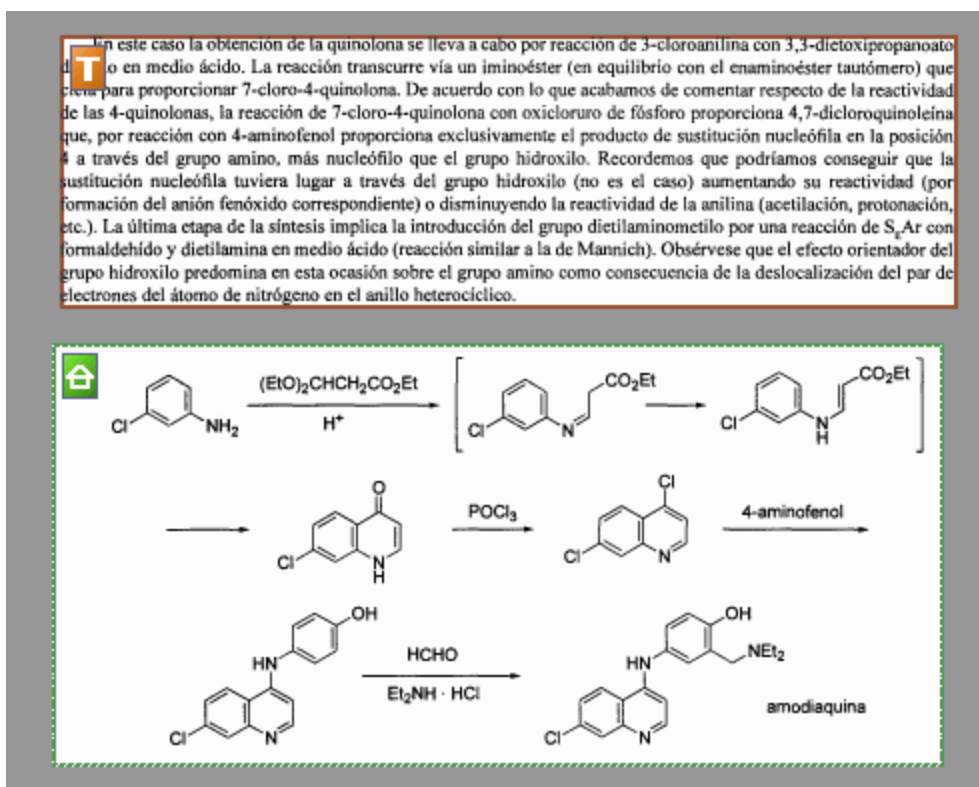 En este caso la obtención de la quinolona se lleva a cabo por reacción de 3-cloroanilina con 3,3-dietoxipropanoato
o en medio ácido. La reacción transcurre vía un iminoéster (en equilibrio con el enaminoéster tautómero) que
cicla para proporcionar 7-cloro-4-quinolona. De acuerdo con lo que acabamos de comentar respecto de la reactividad
de las 4-quinolonas, la reacción de 7-cloro-4-quinolona con oxicloruro de fósforo proporciona 4,7-dicloroquinoleína
que, por reacción con 4-aminofenol proporciona exclusivamente el producto de sustitución nucleófila en la posición
4 a través del grupo amino, más nucleófilo que el grupo hidroxilo. Recordemos que podríamos conseguir que la
sustitución nucleófila tuviera lugar a través del grupo hidroxilo (no es el caso) aumentando su reactividad (por
formación del anión fenóxido correspondiente) o disminuyendo la reactividad de la anilina (acetilación, protonación,
etc.). La última etapa de la síntesis implica la introducción del grupo dietilaminometilo por una reacción de SEAr con
formaldehído y dietilamina en medio ácido (reacción similar a la de Mannich). Obsérvese que el efecto orientador del
grupo hidroxilo predomina en esta ocasión sobre el grupo amino como consecuencia de la deslocalización del par de
electrones del átomo de nitrógeno en el anillo heterocíclico.
T
Cl NH2 (EtO)2CHCH2CO2Et H+ Cl N CO2Et Cl N H CO2Et
Cl O N H POCl3 Cl Cl N 4-aminofenol
OH HN Cl N HCHO Et2NH · HCl OH NEt2 HN Cl N amodiaquina